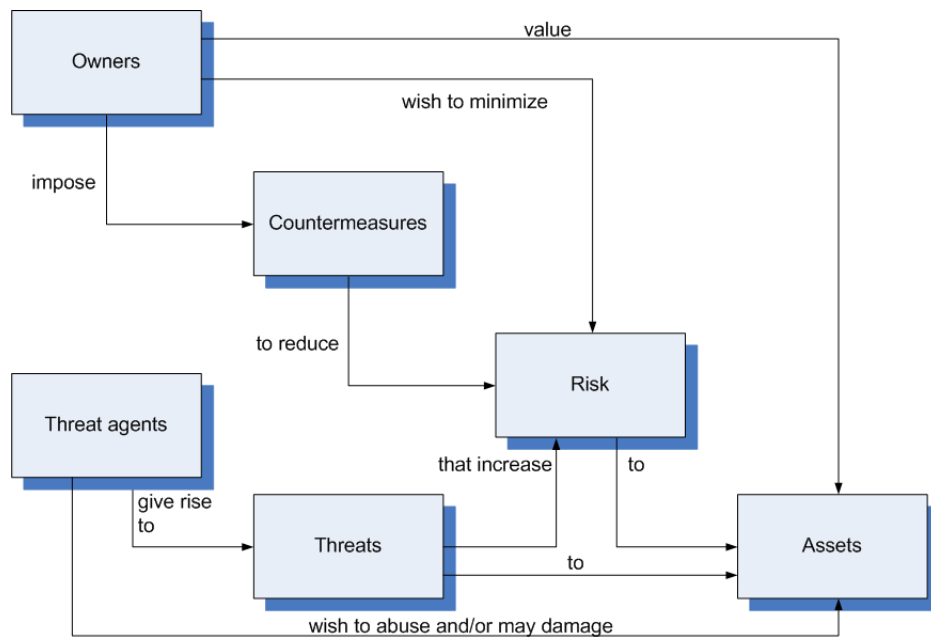 value
Owners
wish to minimize
impose
Countermeasures
to reduce
Risk
Threat agents
that increase
to
give rise
to
Threats
Assets
to
wish to abuse and/or may damage